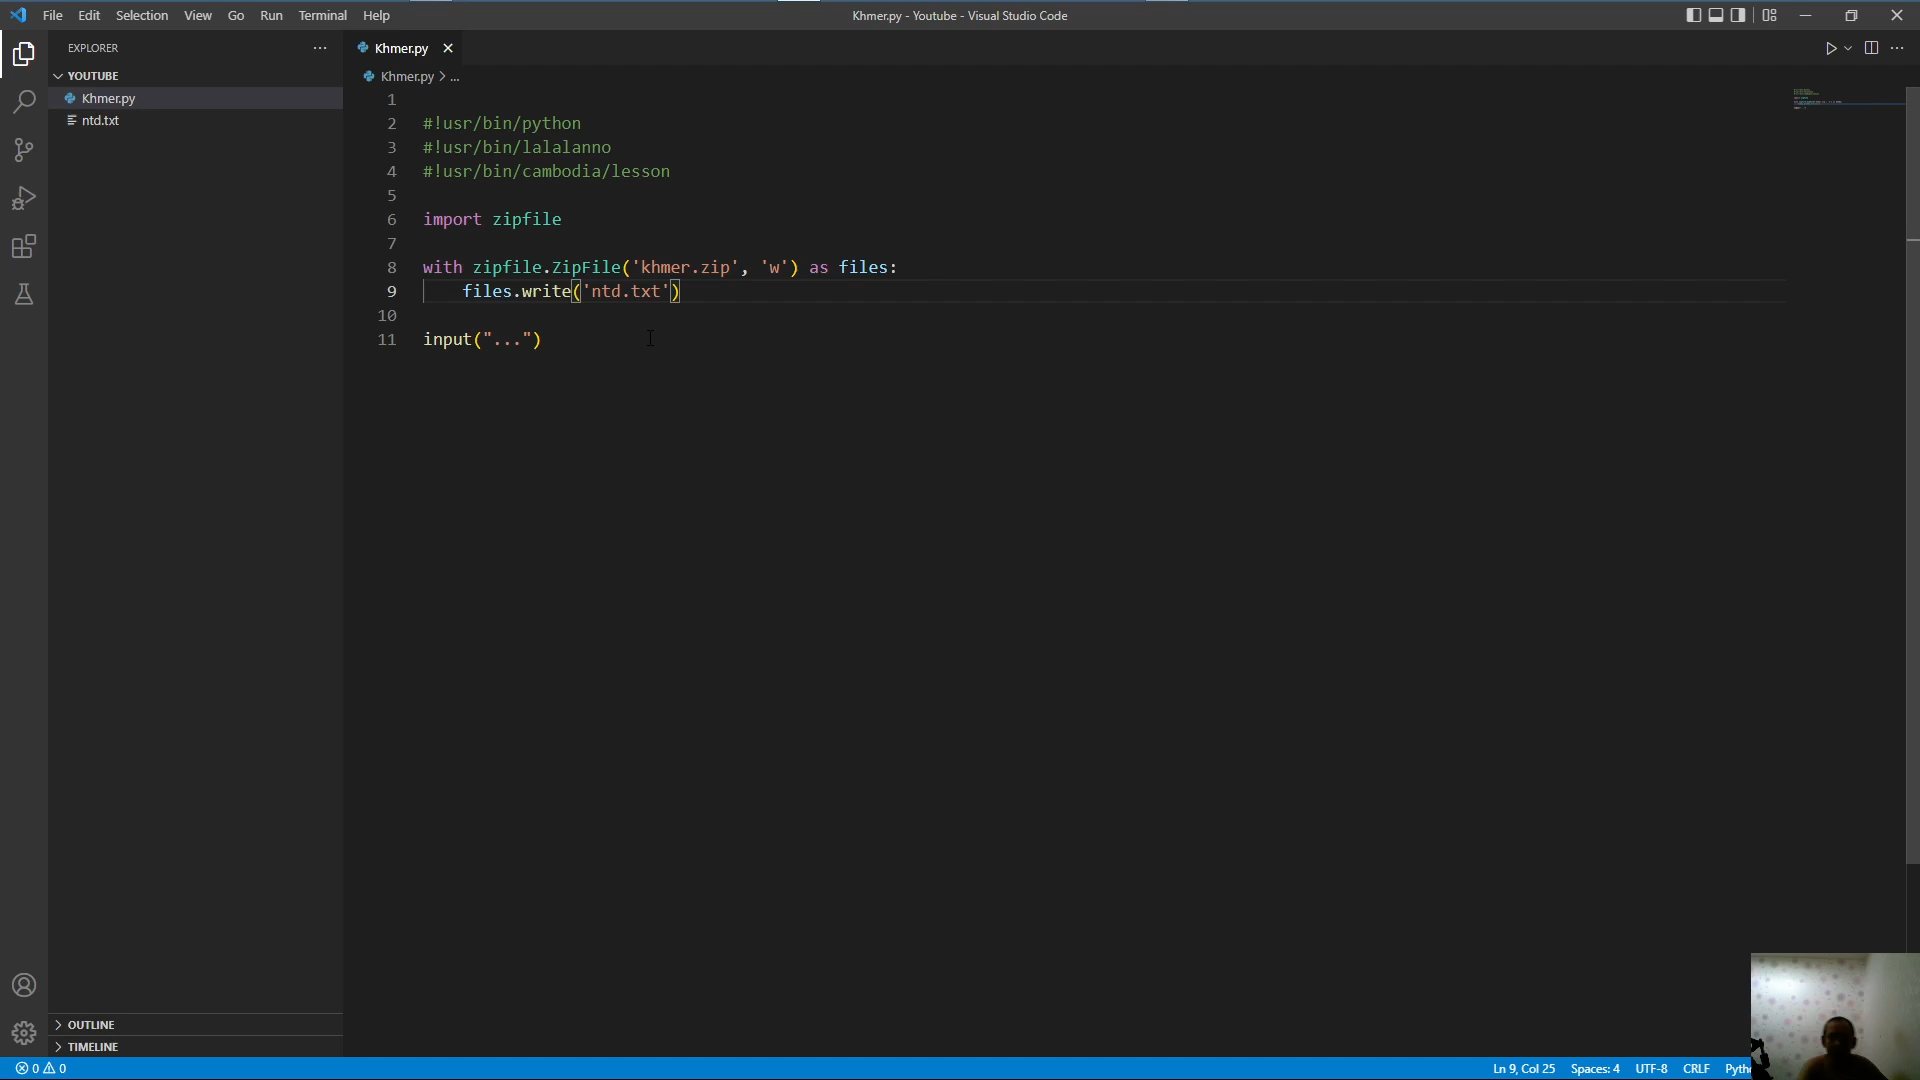 File Edit Selection View Go Run Terminal Help
Khmer.py - Youtube - Visual Studio Code
EXPLORER
YOUTUBE
Khmer.py
ntd.txt
Khmer.py
Khmer.py > ...
1
2 #!usr/bin/python
3 #!usr/bin/lalalanno
4 #!usr/bin/cambodia/lesson
5
6 import zipfile
7
8 with zipfile.ZipFile('khmer.zip', 'w') as files:
9     files.write('ntd.txt')
10
11 input("...")
OUTLINE
TIMELINE
0 0
Ln 9, Col 25 Spaces: 4 UTF-8 CRLF